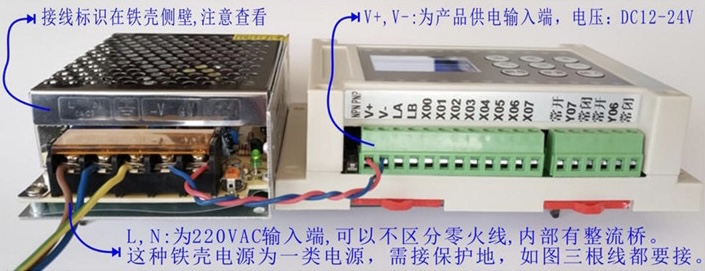 接线标识在铁壳侧壁,注意查看
V+,V-:为产品供电输入端，电压：DC12-24V
NPN PNP V+ V- LA LB X00 X01 X02 X03 X04 X05 X06 X07 常开 Y07 常闭 常开 Y06 常闭
L,N:为220VAC输入端,可以不区分零火线,内部有整流桥。
这种铁壳电源为一类电源，需接保护地，如图三根线都要接。